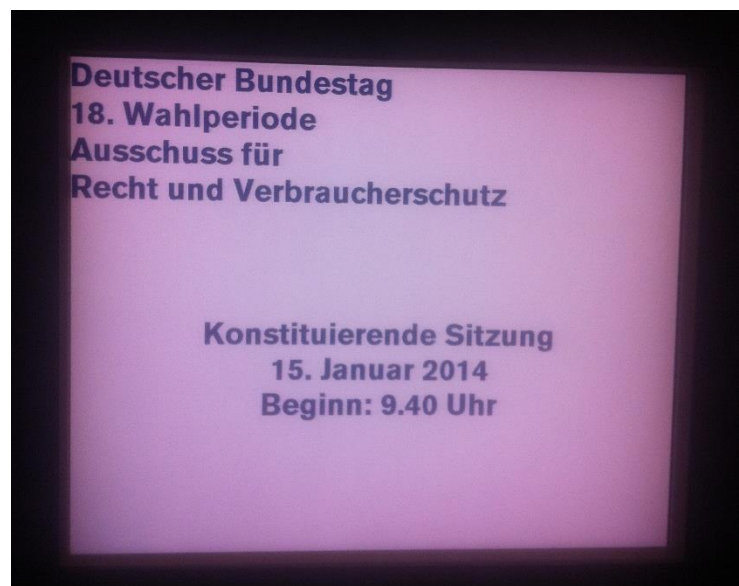 Deutscher Bundestag
18. Wahlperiode
Ausschuss für
Recht und Verbraucherschutz
Konstituierende Sitzung
15. Januar 2014
Beginn: 9.40 Uhr